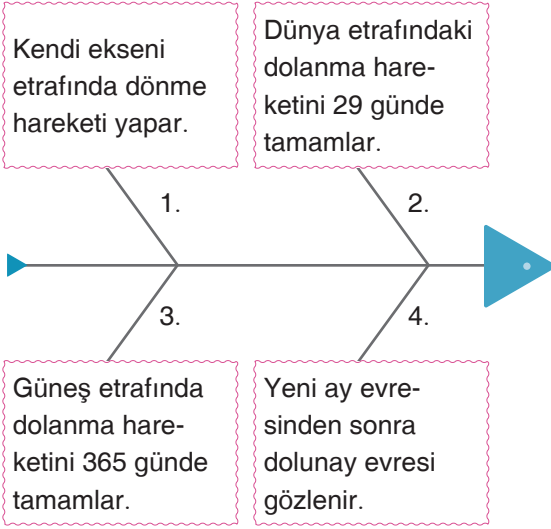 Kendi ekseni
etrafında dönme
hareketi yapar.
Dünya etrafındaki
dolanma hare-
ketini 29 günde
tamamlar.
1.
2.
3.
4.
Güneş etrafında
dolanma hare-
ketini 365 günde
tamamlar.
Yeni ay evre-
sinden sonra
dolunay evresi
gözlenir.